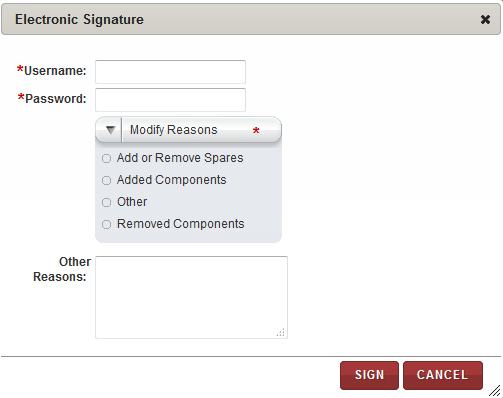 Electronic Signature
*Username:
*Password:
Modify Reasons *
Add or Remove Spares
Added Components
Other
Removed Components
Other
Reasons:
SIGN CANCEL